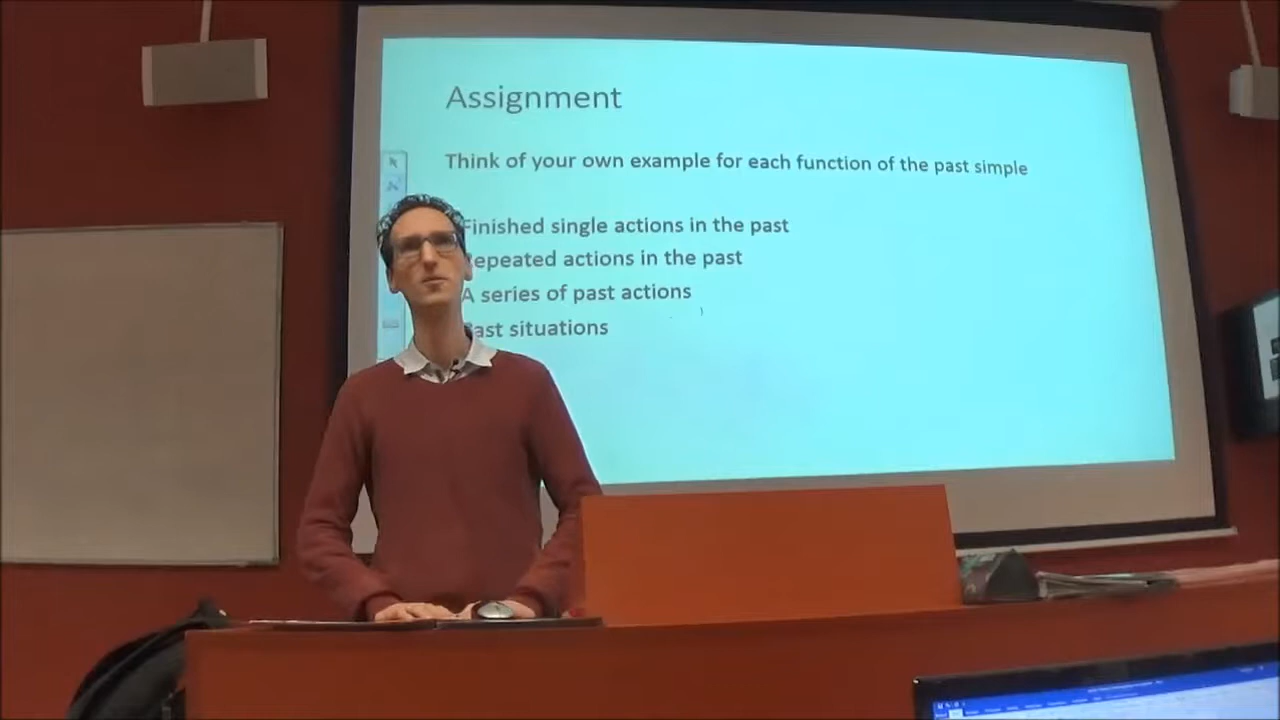 Assignment
Think of your own example for each function of the past simple
Finished single actions in the past
epeated actions in the past
A series of past actions
ast situations